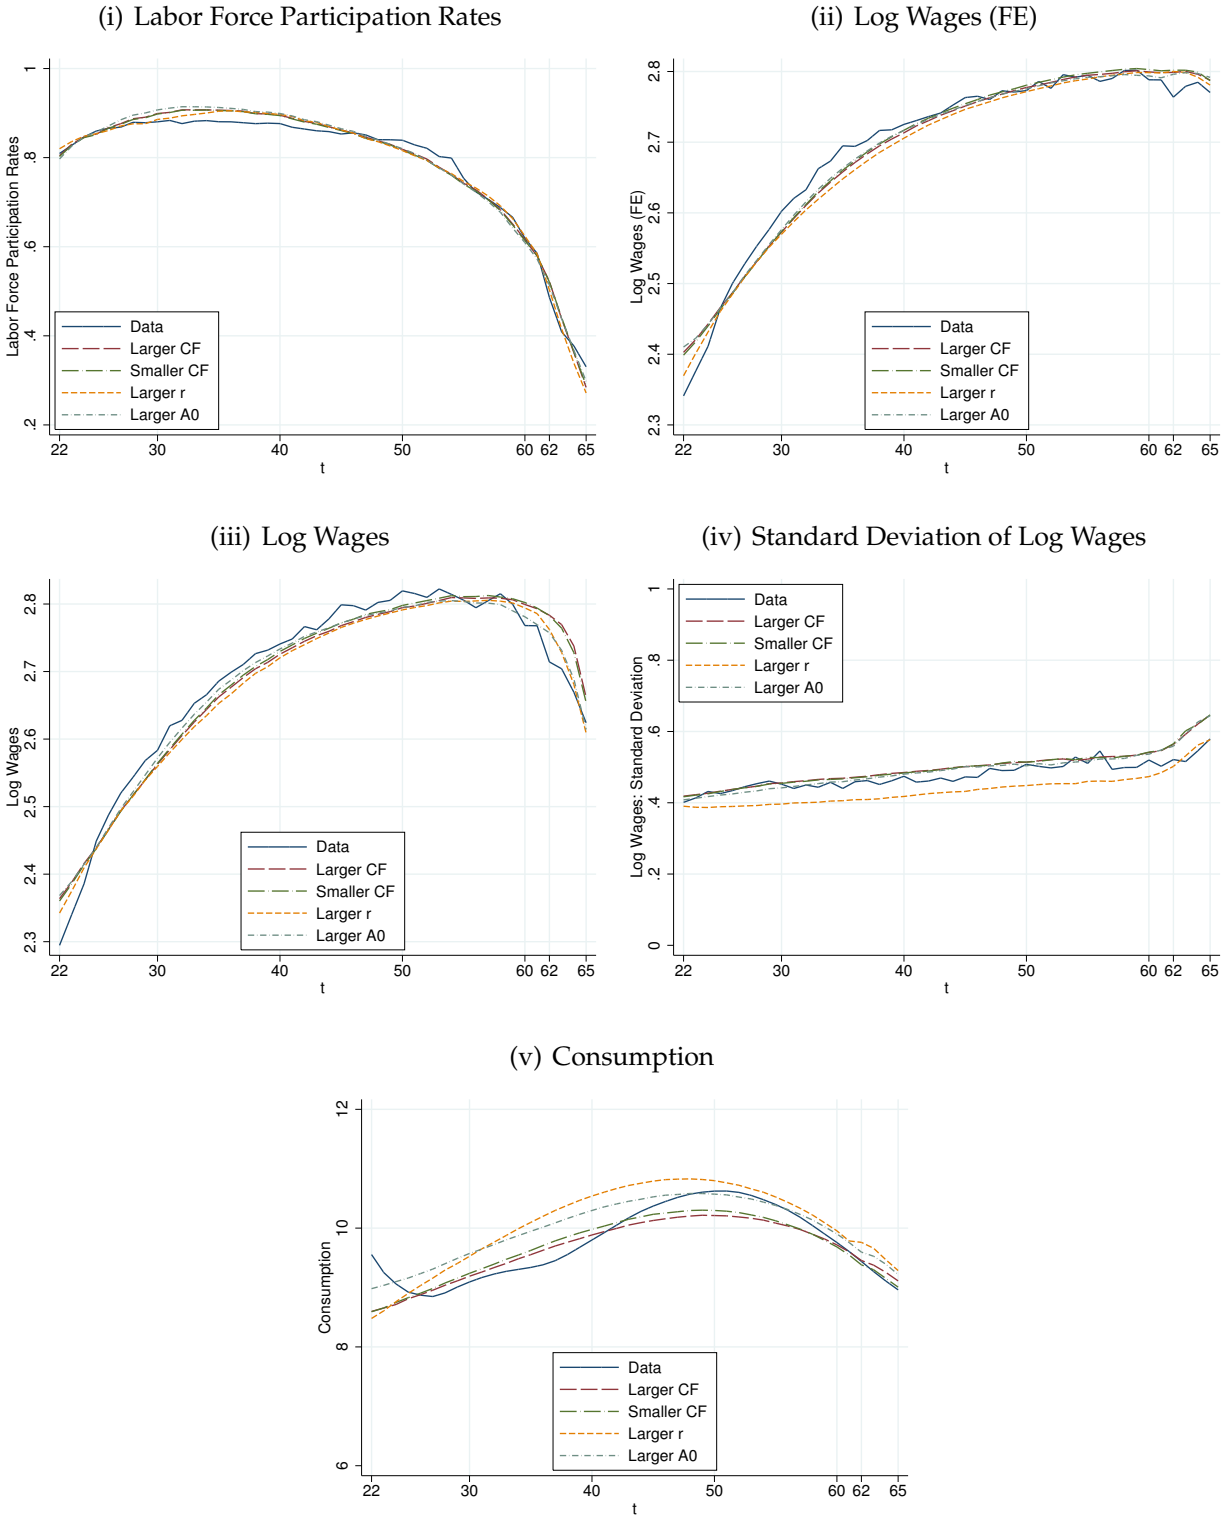 (i) Labor Force Participation Rates
Labor Force Participation Rates
1
.8
.6
.4
.2
Data
Larger CF
Smaller CF
Larger r
Larger A0
22 30 40 50 60 62 65
t
(ii) Log Wages (FE)
Log Wages (FE)
2.8
2.7
2.6
2.5
2.4
2.3
Data
Larger CF
Smaller CF
Larger r
Larger A0
22 30 40 50 60 62 65
t
(iii) Log Wages
Log Wages
2.8
2.7
2.6
2.5
2.4
2.3
Data
Larger CF
Smaller CF
Larger r
Larger A0
22 30 40 50 60 62 65
t
(iv) Standard Deviation of Log Wages
Log Wages: Standard Deviation
1
.8
.6
.4
.2
0
Data
Larger CF
Smaller CF
Larger r
Larger A0
22 30 40 50 60 62 65
t
(v) Consumption
Consumption
12
10
8
6
Data
Larger CF
Smaller CF
Larger r
Larger A0
22 30 40 50 60 62 65
t